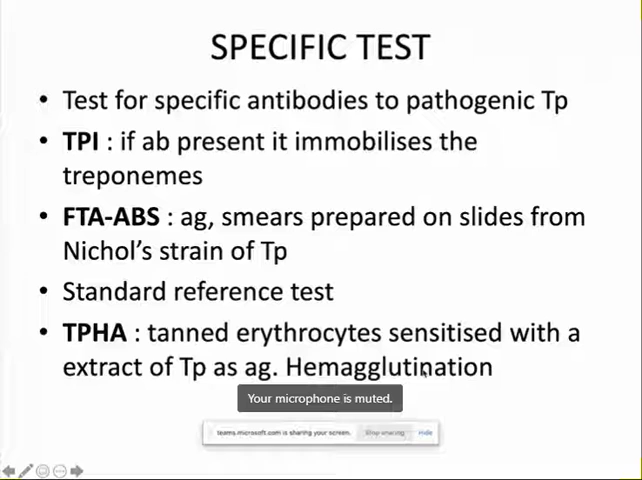 SPECIFIC TEST
• Test for specific antibodies to pathogenic Tp
• TPI : if ab present it immobilises the
treponemes
• FTA-ABS : ag, smears prepared on slides from
Nichol’s strain of Tp
• Standard reference test
• TPHA : tanned erythrocytes sensitised with a
extract of Tp as ag. Hemagglutination
Your microphone is muted.
teams.microsoft.com is sharing your screen. Stop sharing Hide